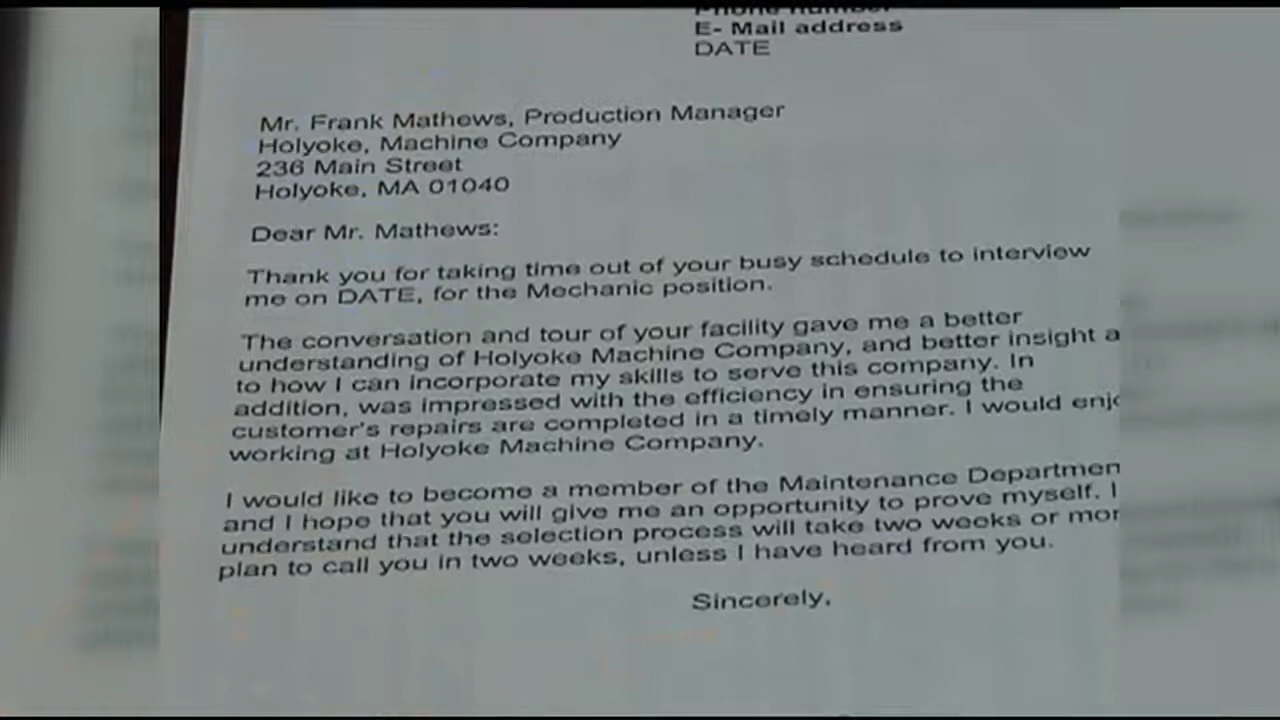 Phone number
E- Mail address
DATE
Mr. Frank Mathews, Production Manager
Holyoke, Machine Company
236 Main Street
Holyoke, MA 01040
Dear Mr. Mathews:
Thank you for taking time out of your busy schedule to interview
me on DATE, for the Mechanic position.
The conversation and tour of your facility gave me a better
understanding of Holyoke Machine Company, and better insight a
to how I can incorporate my skills to serve this company. In
addition, was impressed with the efficiency in ensuring the
customer's repairs are completed in a timely manner. I would enjo
working at Holyoke Machine Company.
I would like to become a member of the Maintenance Departmen
and I hope that you will give me an opportunity to prove myself. I
understand that the selection process will take two weeks or mor
plan to call you in two weeks, unless I have heard from you.
Sincerely,